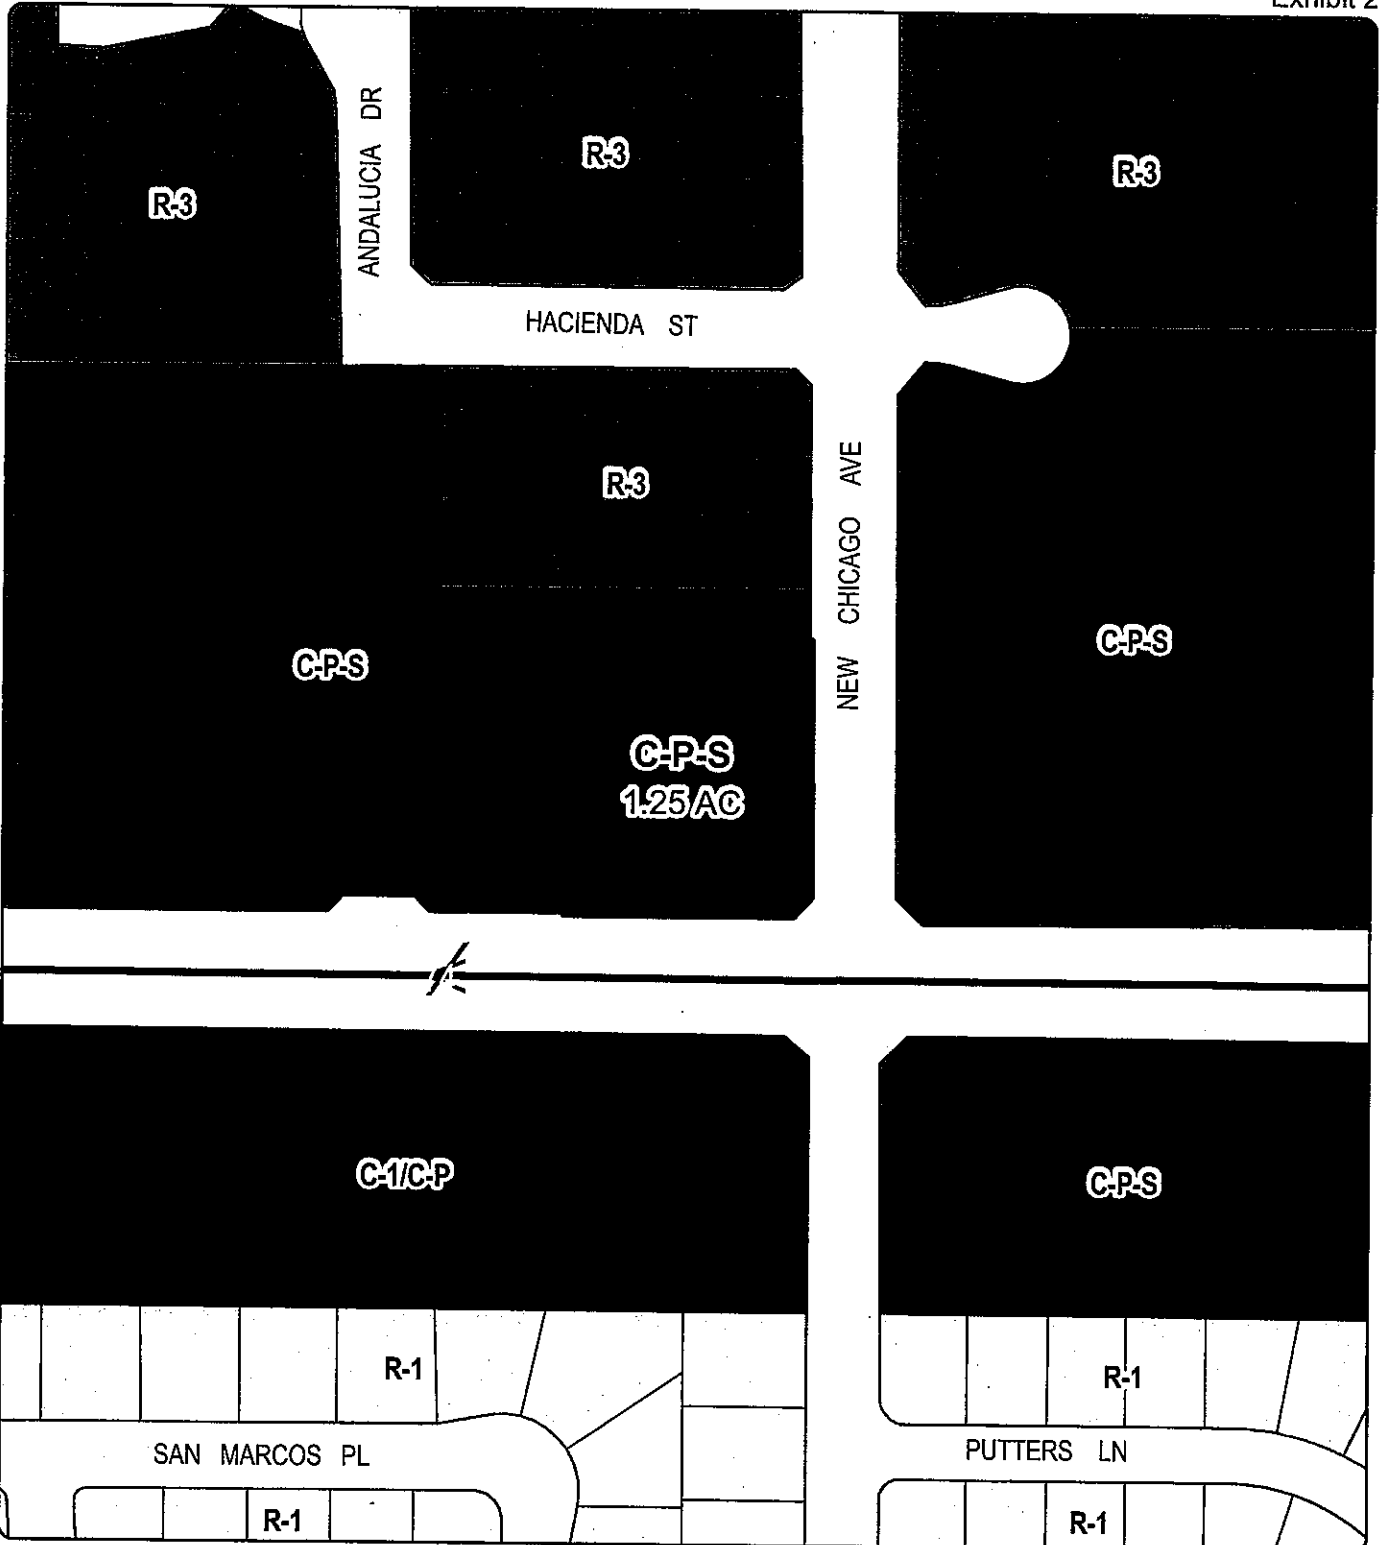 Exhibit 2
R-3
ANDALUCIA DR
R-3
R-3
HACIENDA ST
R-3
NEW CHICAGO AVE
C-P-S
C-P-S
C-P-S
1.25 AC
C-1/C-P
C-P-S
R-1
R-1
SAN MARCOS PL
PUTTERS LN
R-1
R-1